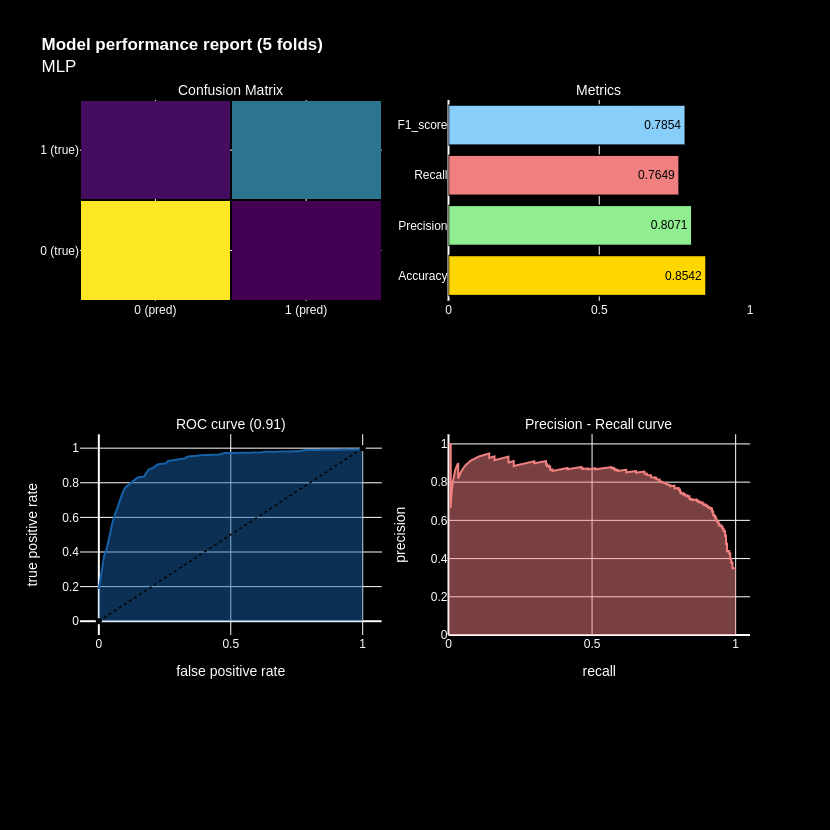 Model performance report (5 folds)
MLP
Confusion Matrix
1 (true)
0 (true)
0 (pred) 1 (pred)
Metrics
F1_score 0.7854
Recall 0.7649
Precision 0.8071
Accuracy 0.8542
0 0.5 1
ROC curve (0.91)
true positive rate
1
0.8
0.6
0.4
0.2
0
0 0.5 1
false positive rate
Precision - Recall curve
precision
1
0.8
0.6
0.4
0.2
0
0 0.5 1
recall